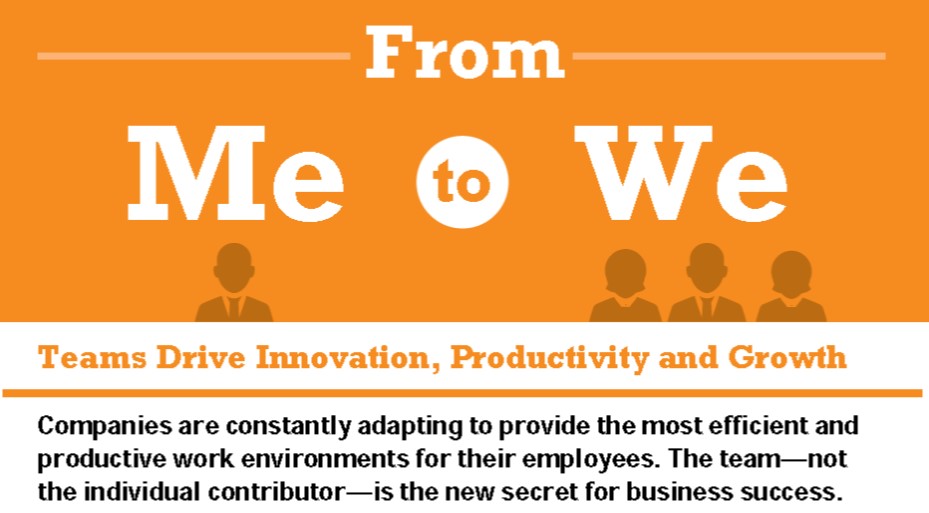 From
Me to We
Teams Drive Innovation, Productivity and Growth
Companies are constantly adapting to provide the most efficient and
productive work environments for their employees. The team—not
the individual contributor—is the new secret for business success.